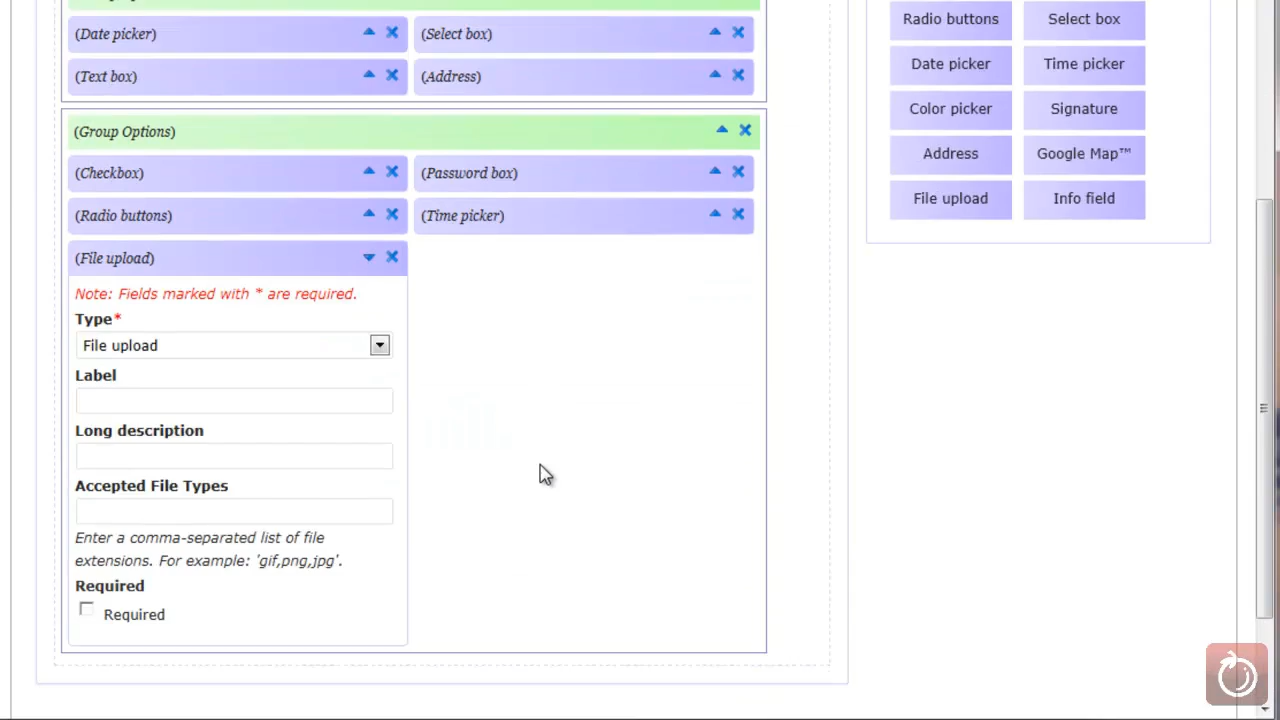 (Date picker)
(Select box)
(Text box)
(Address)
(Group Options)
(Checkbox)
(Password box)
(Radio buttons)
(Time picker)
(File upload)
Note: Fields marked with * are required.
Type*
File upload
Label
Long description
Accepted File Types
Enter a comma-separated list of file
extensions. For example: 'gif,png,jpg'.
Required
Required
Radio buttons
Select box
Date picker
Time picker
Color picker
Signature
Address
Google Map™
File upload
Info field